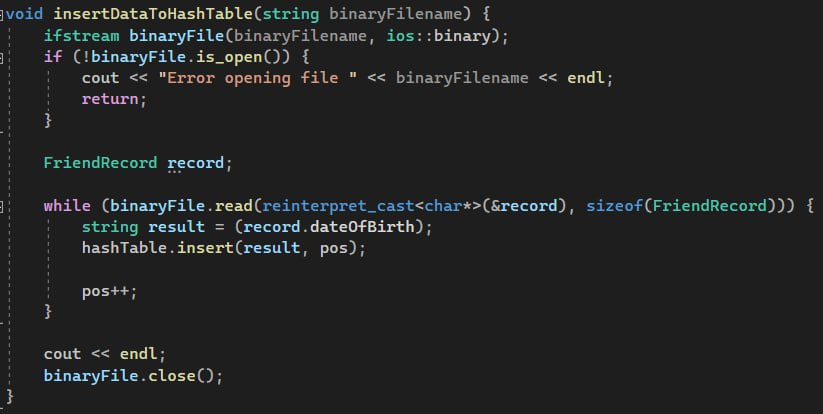 void insertDataToHashTable(string binaryFilename) {
    ifstream binaryFile(binaryFilename, ios::binary);
    if (!binaryFile.is_open()) {
        cout << "Error opening file " << binaryFilename << endl;
        return;
    }

    FriendRecord record;

    while (binaryFile.read(reinterpret_cast<char*>(&record), sizeof(FriendRecord))) {
        string result = (record.dateOfBirth);
        hashTable.insert(result, pos);

        pos++;
    }

    cout << endl;
    binaryFile.close();
}